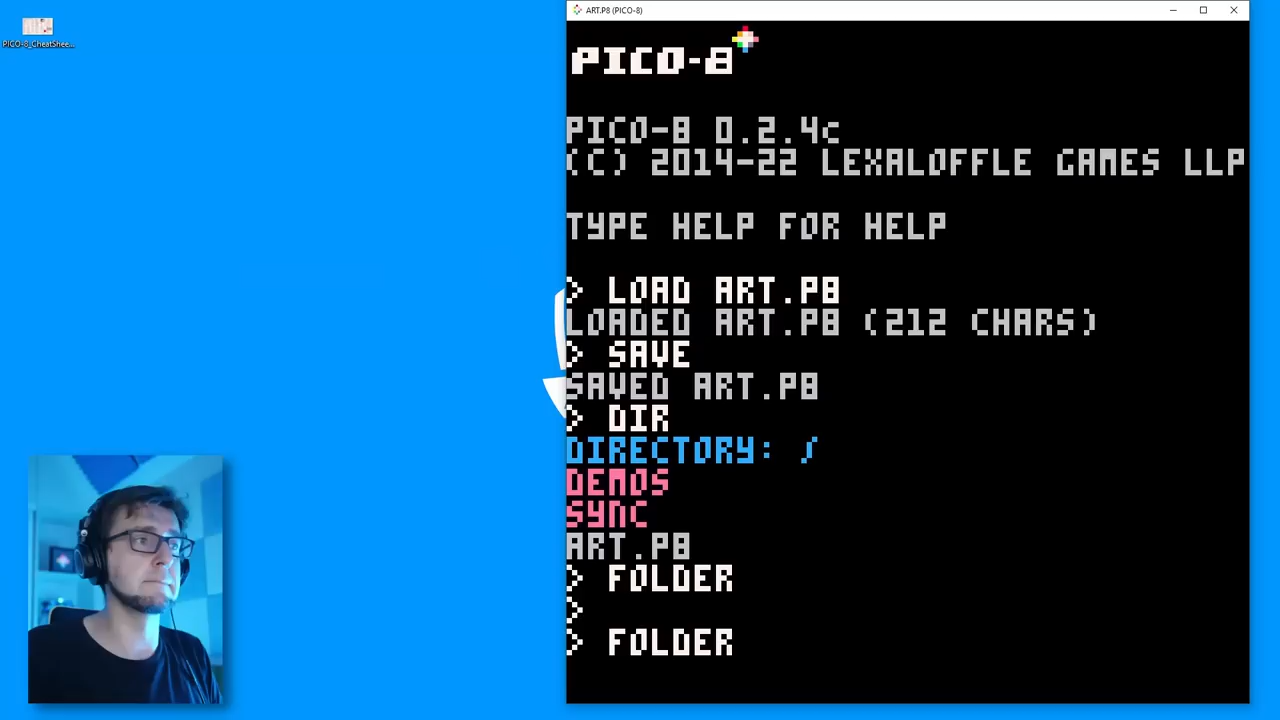 PICO-8_CheatShee...
ART.P8 (PICO-8)
PICO-8
PICO-8 0.2.4c
(C) 2014-22 LEXALOFFLE GAMES LLP
TYPE HELP FOR HELP
> LOAD ART.P8
LOADED ART.P8 (212 CHARS)
> SAVE
SAVED ART.P8
> DIR
DIRECTORY: /
DEMOS
SYNC
ART.P8
> FOLDER
>
> FOLDER